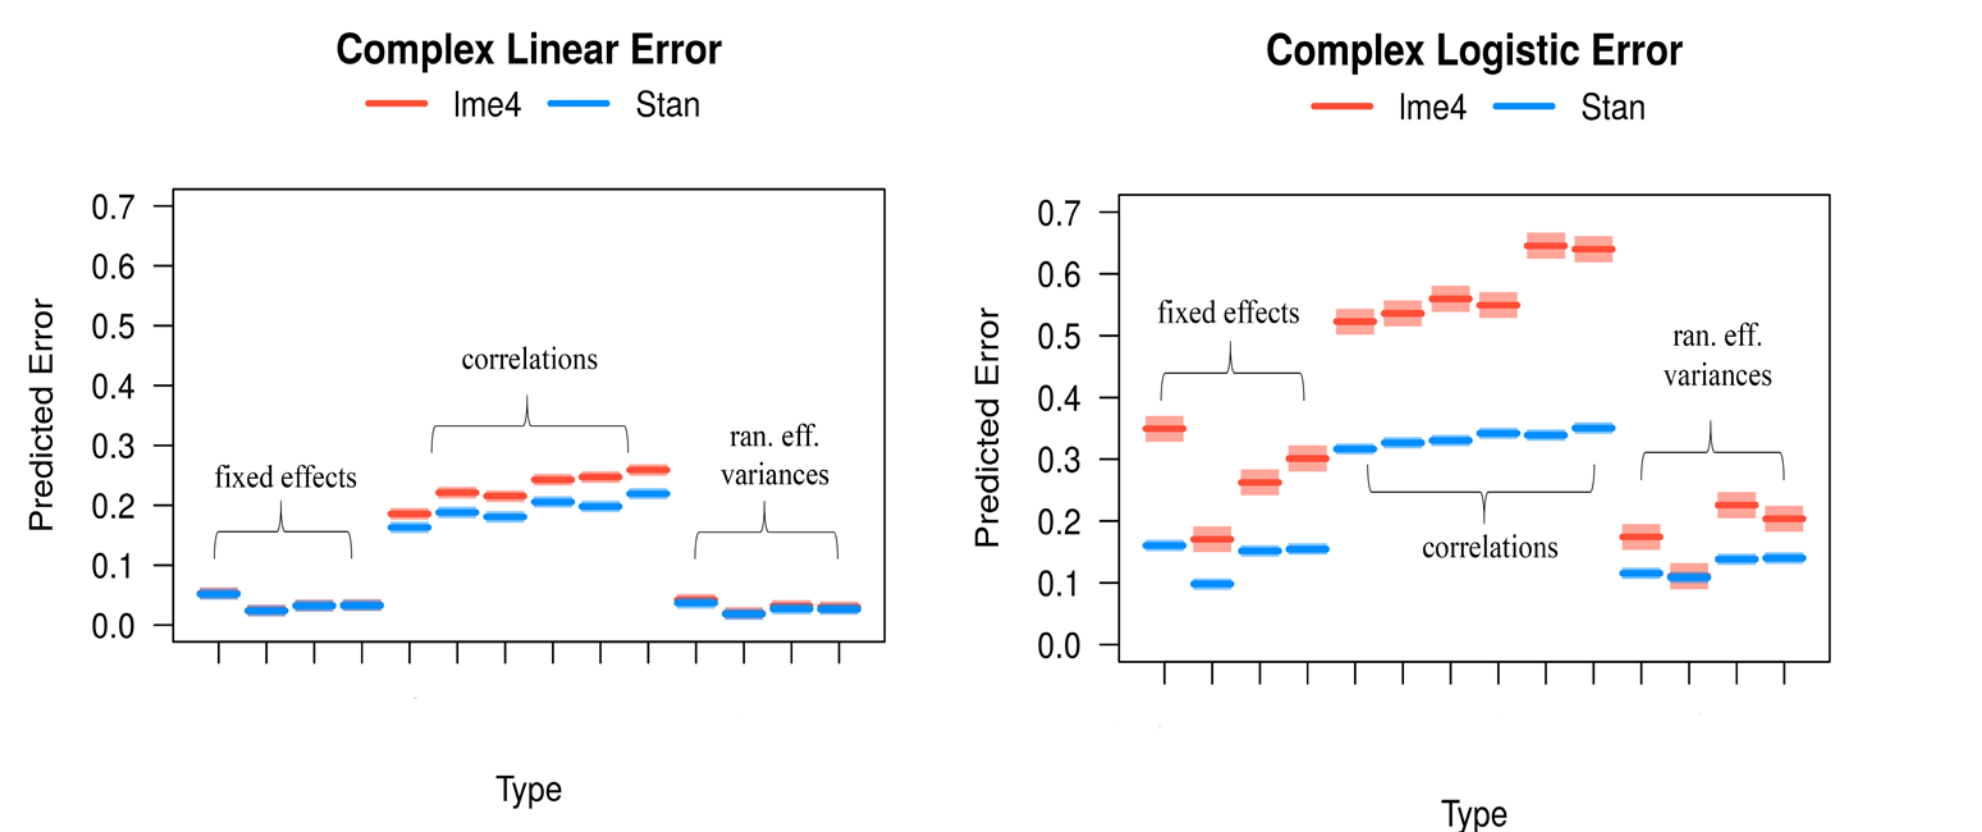 Complex Linear Error
lme4 Stan
Predicted Error
0.7
0.6
0.5
0.4
0.3
0.2
0.1
0.0
fixed effects
correlations
ran. eff.
variances
Type
Complex Logistic Error
lme4 Stan
Predicted Error
0.7
0.6
0.5
0.4
0.3
0.2
0.1
0.0
fixed effects
correlations
ran. eff.
variances
Type